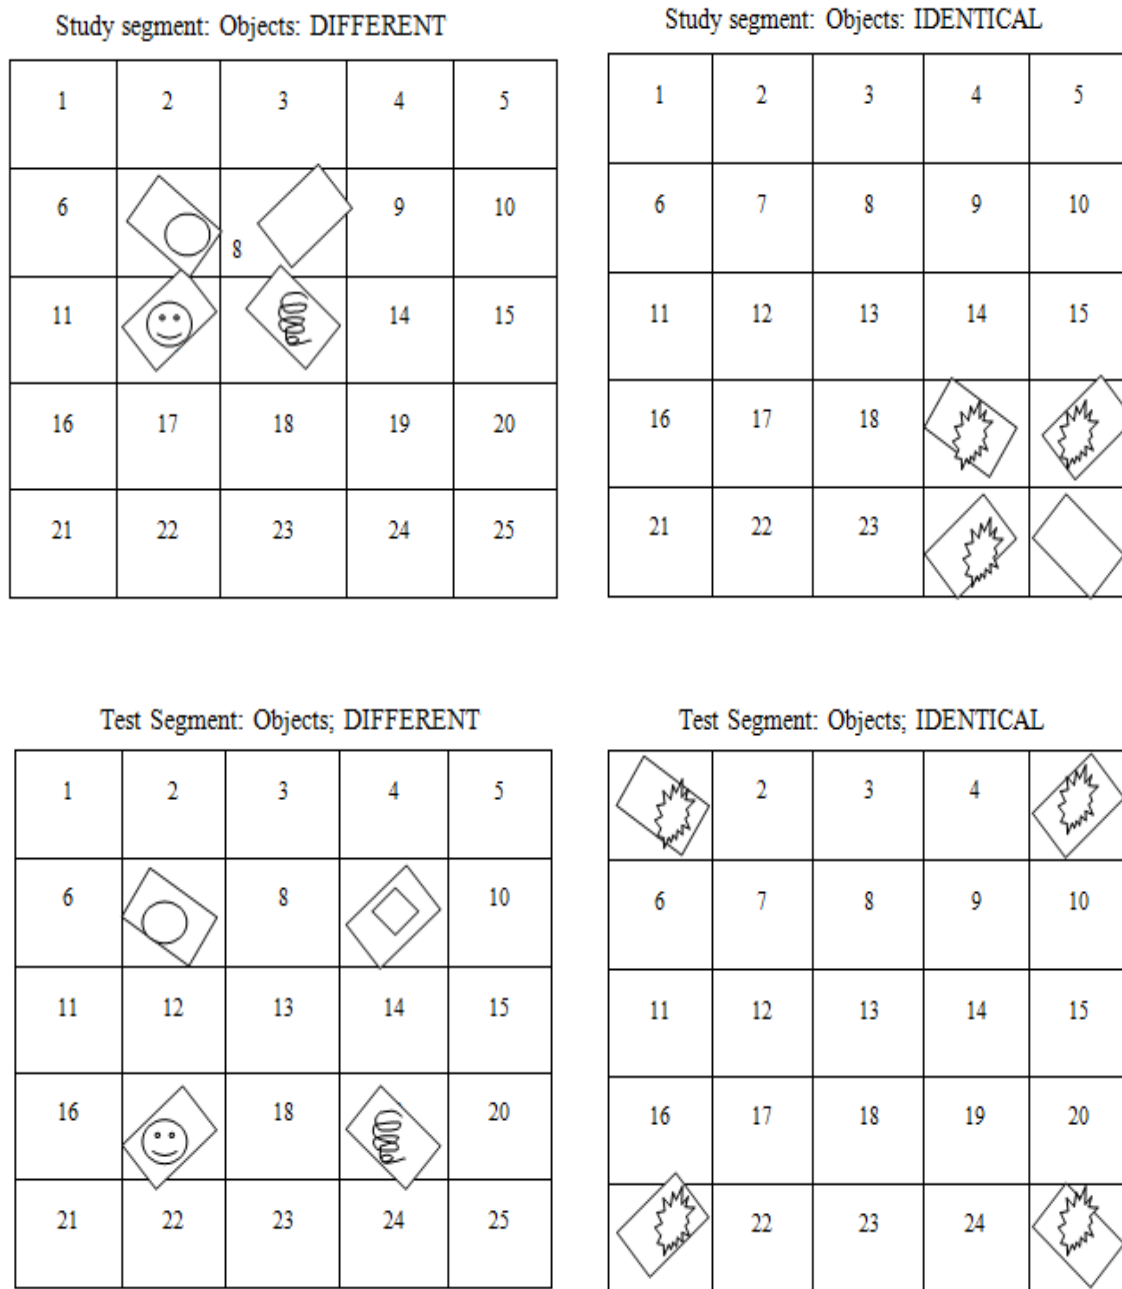 Study segment: Objects: DIFFERENT
1 2 3 4 5
6 8 9 10
11 14 15
16 17 18 19 20
21 22 23 24 25
Study segment: Objects: IDENTICAL
1 2 3 4 5
6 7 8 9 10
11 12 13 14 15
16 17 18
21 22 23
Test Segment: Objects; DIFFERENT
1 2 3 4 5
6 8 10
11 12 13 14 15
16 18 20
21 22 23 24 25
Test Segment: Objects; IDENTICAL
2 3 4
6 7 8 9 10
11 12 13 14 15
16 17 18 19 20
22 23 24